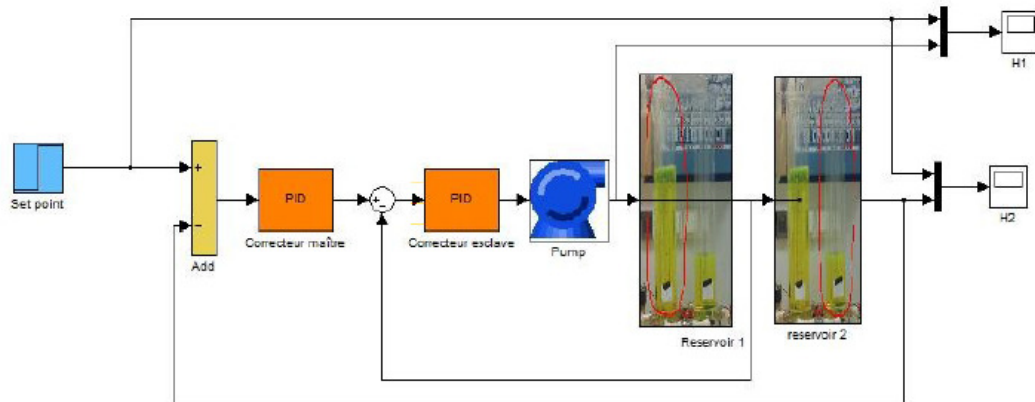 H1
+
−
Set point
Add
PID
Correcteur maître
+
−
PID
Correcteur esclave
Pump
Reservoir 1
reservoir 2
H2